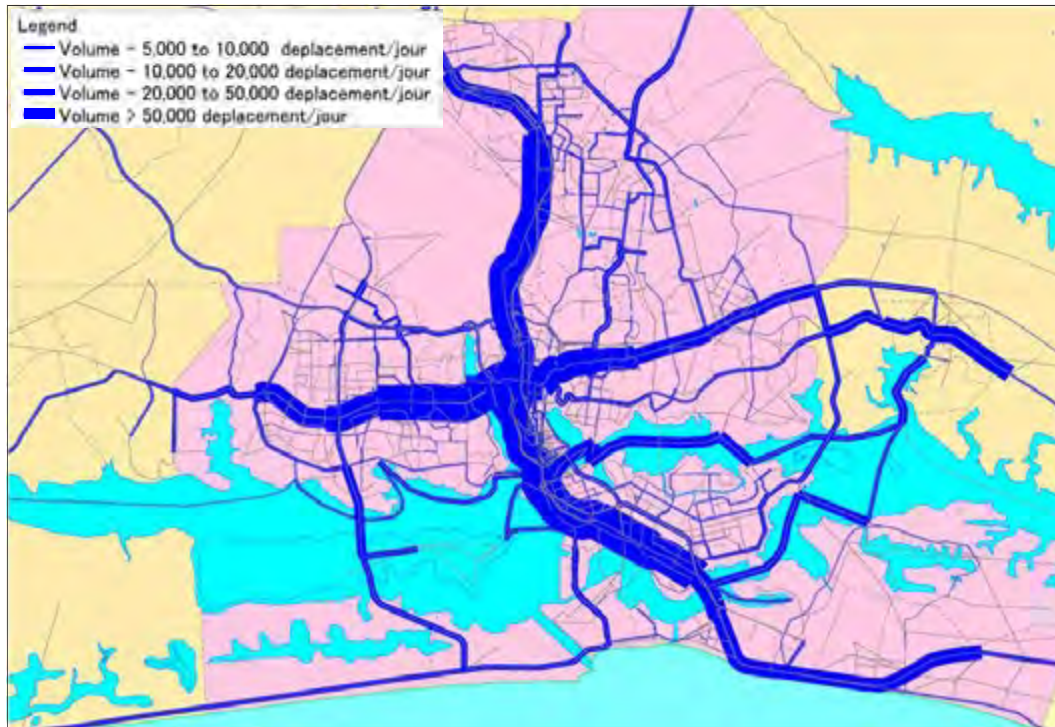 Legend
Volume - 5,000 to 10,000 deplacement/jour
Volume - 10,000 to 20,000 deplacement/jour
Volume - 20,000 to 50,000 deplacement/jour
Volume > 50,000 deplacement/jour